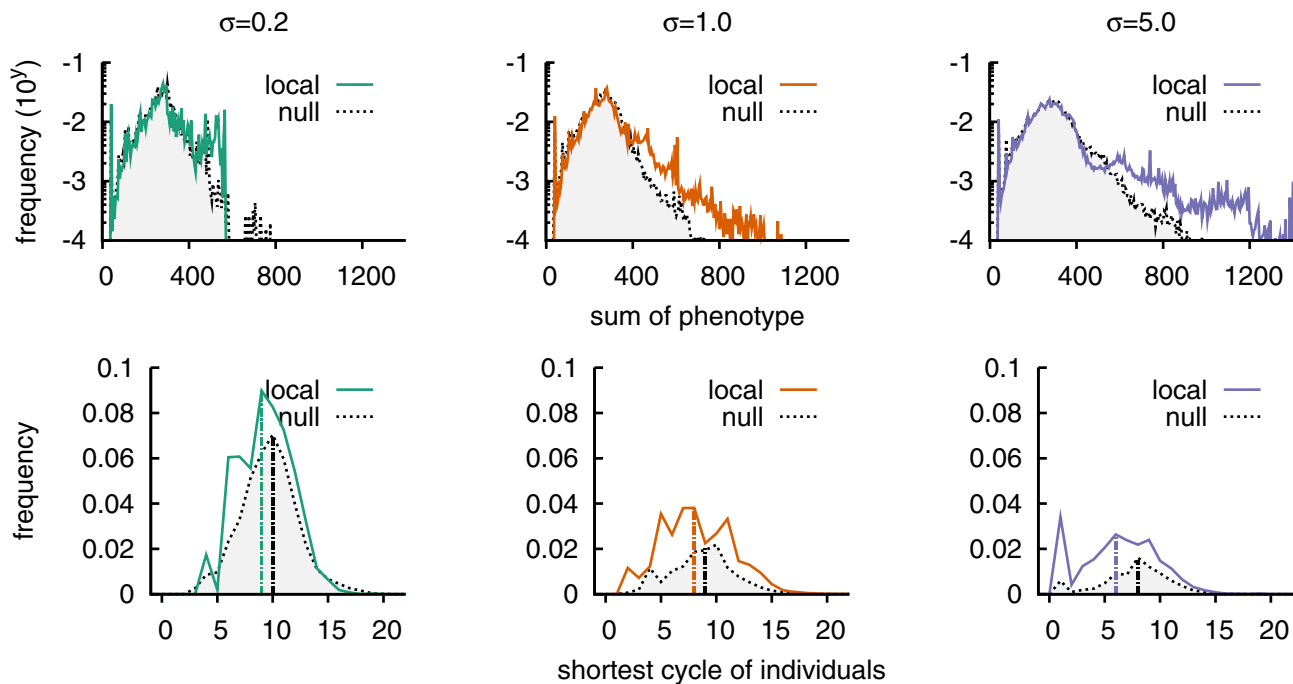 σ=0.2 σ=1.0 σ=5.0
frequency (10^y)
-1 -1 -1
local local local
null null null
-2 -2 -2
-3 -3 -3
-4 -4 -4
0 400 800 1200 0 400 800 1200 0 400 800 1200
sum of phenotype
frequency
0.1 0.1 0.1
local local local
null null null
0.08 0.08 0.08
0.06 0.06 0.06
0.04 0.04 0.04
0.02 0.02 0.02
0 0 0
0 5 10 15 20 0 5 10 15 20 0 5 10 15 20
shortest cycle of individuals